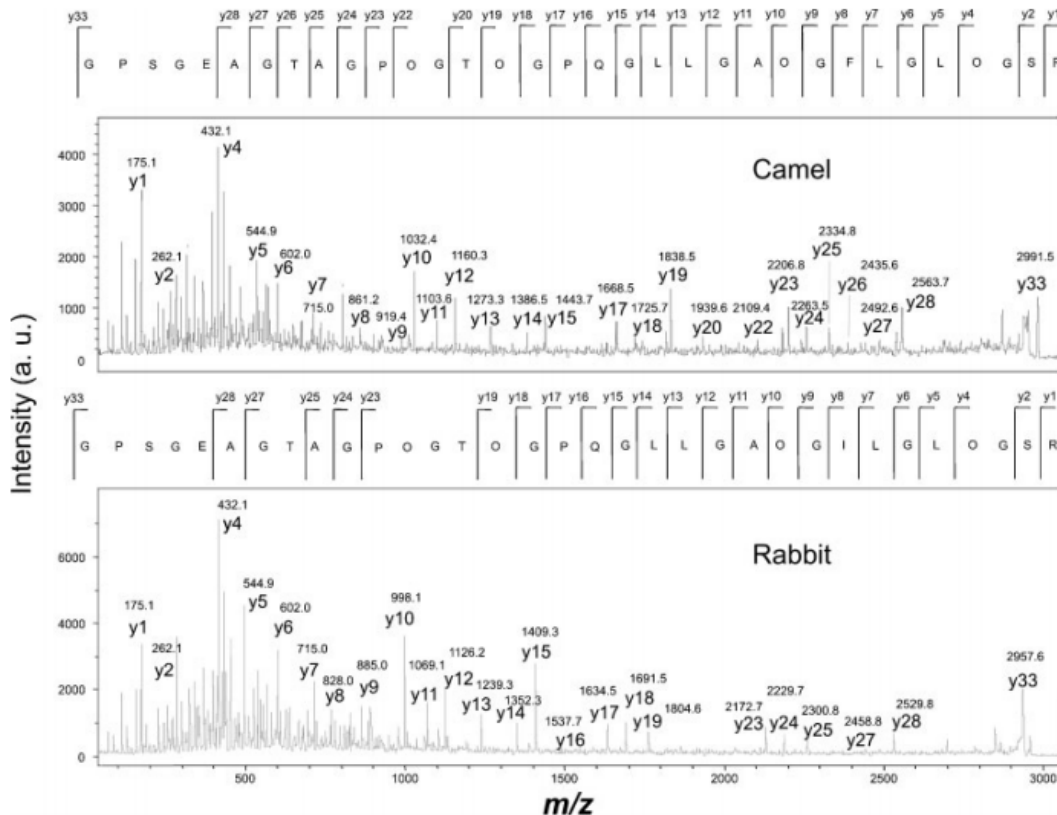 y33 y28 y27 y26 y25 y24 y23 y22 y20 y19 y18 y17 y16 y15 y14 y13 y12 y11 y10 y9 y8 y7 y6 y5 y4 y2 y1
G P S G E A G T A G P O G T O G P Q G L L G A O G F L G L O G S R
Camel
4000
3000
2000
1000
0
175.1
y1
262.1
y2
432.1
y4
544.9
y5
602.0
y6
y7
715.0
861.2
y8
919.4
y9
1032.4
y10
1103.6
y11
1160.3
y12
1273.3
y13
1386.5
y14
1443.7
y15
1668.5
y17
1725.7
y18
1838.5
y19
1939.6
y20
2109.4
y22
2206.8
y23
2263.5
y24
2334.8
y25
2435.6
y26
2492.6
y27
2563.7
y28
2991.5
y33
y33 y28 y27 y25 y24 y23 y19 y18 y17 y16 y15 y14 y13 y12 y11 y10 y9 y8 y7 y6 y5 y4 y2 y1
G P S G E A G T A G P O G T O G P Q G L L G A O G I L G L O G S R
Rabbit
6000
4000
2000
0
175.1
y1
262.1
y2
432.1
y4
544.9
y5
602.0
y6
715.0
y7
828.0
y8
885.0
y9
998.1
y10
1069.1
y11
1126.2
y12
1239.3
y13
1352.3
y14
1409.3
y15
1537.7
y16
1634.5
y17
1691.5
y18
1804.6
y19
2172.7
y23
2229.7
y24
2300.8
y25
2458.8
y27
2529.8
y28
2957.6
y33
500 1000 1500 2000 2500 3000
m/z
Intensity (a. u.)